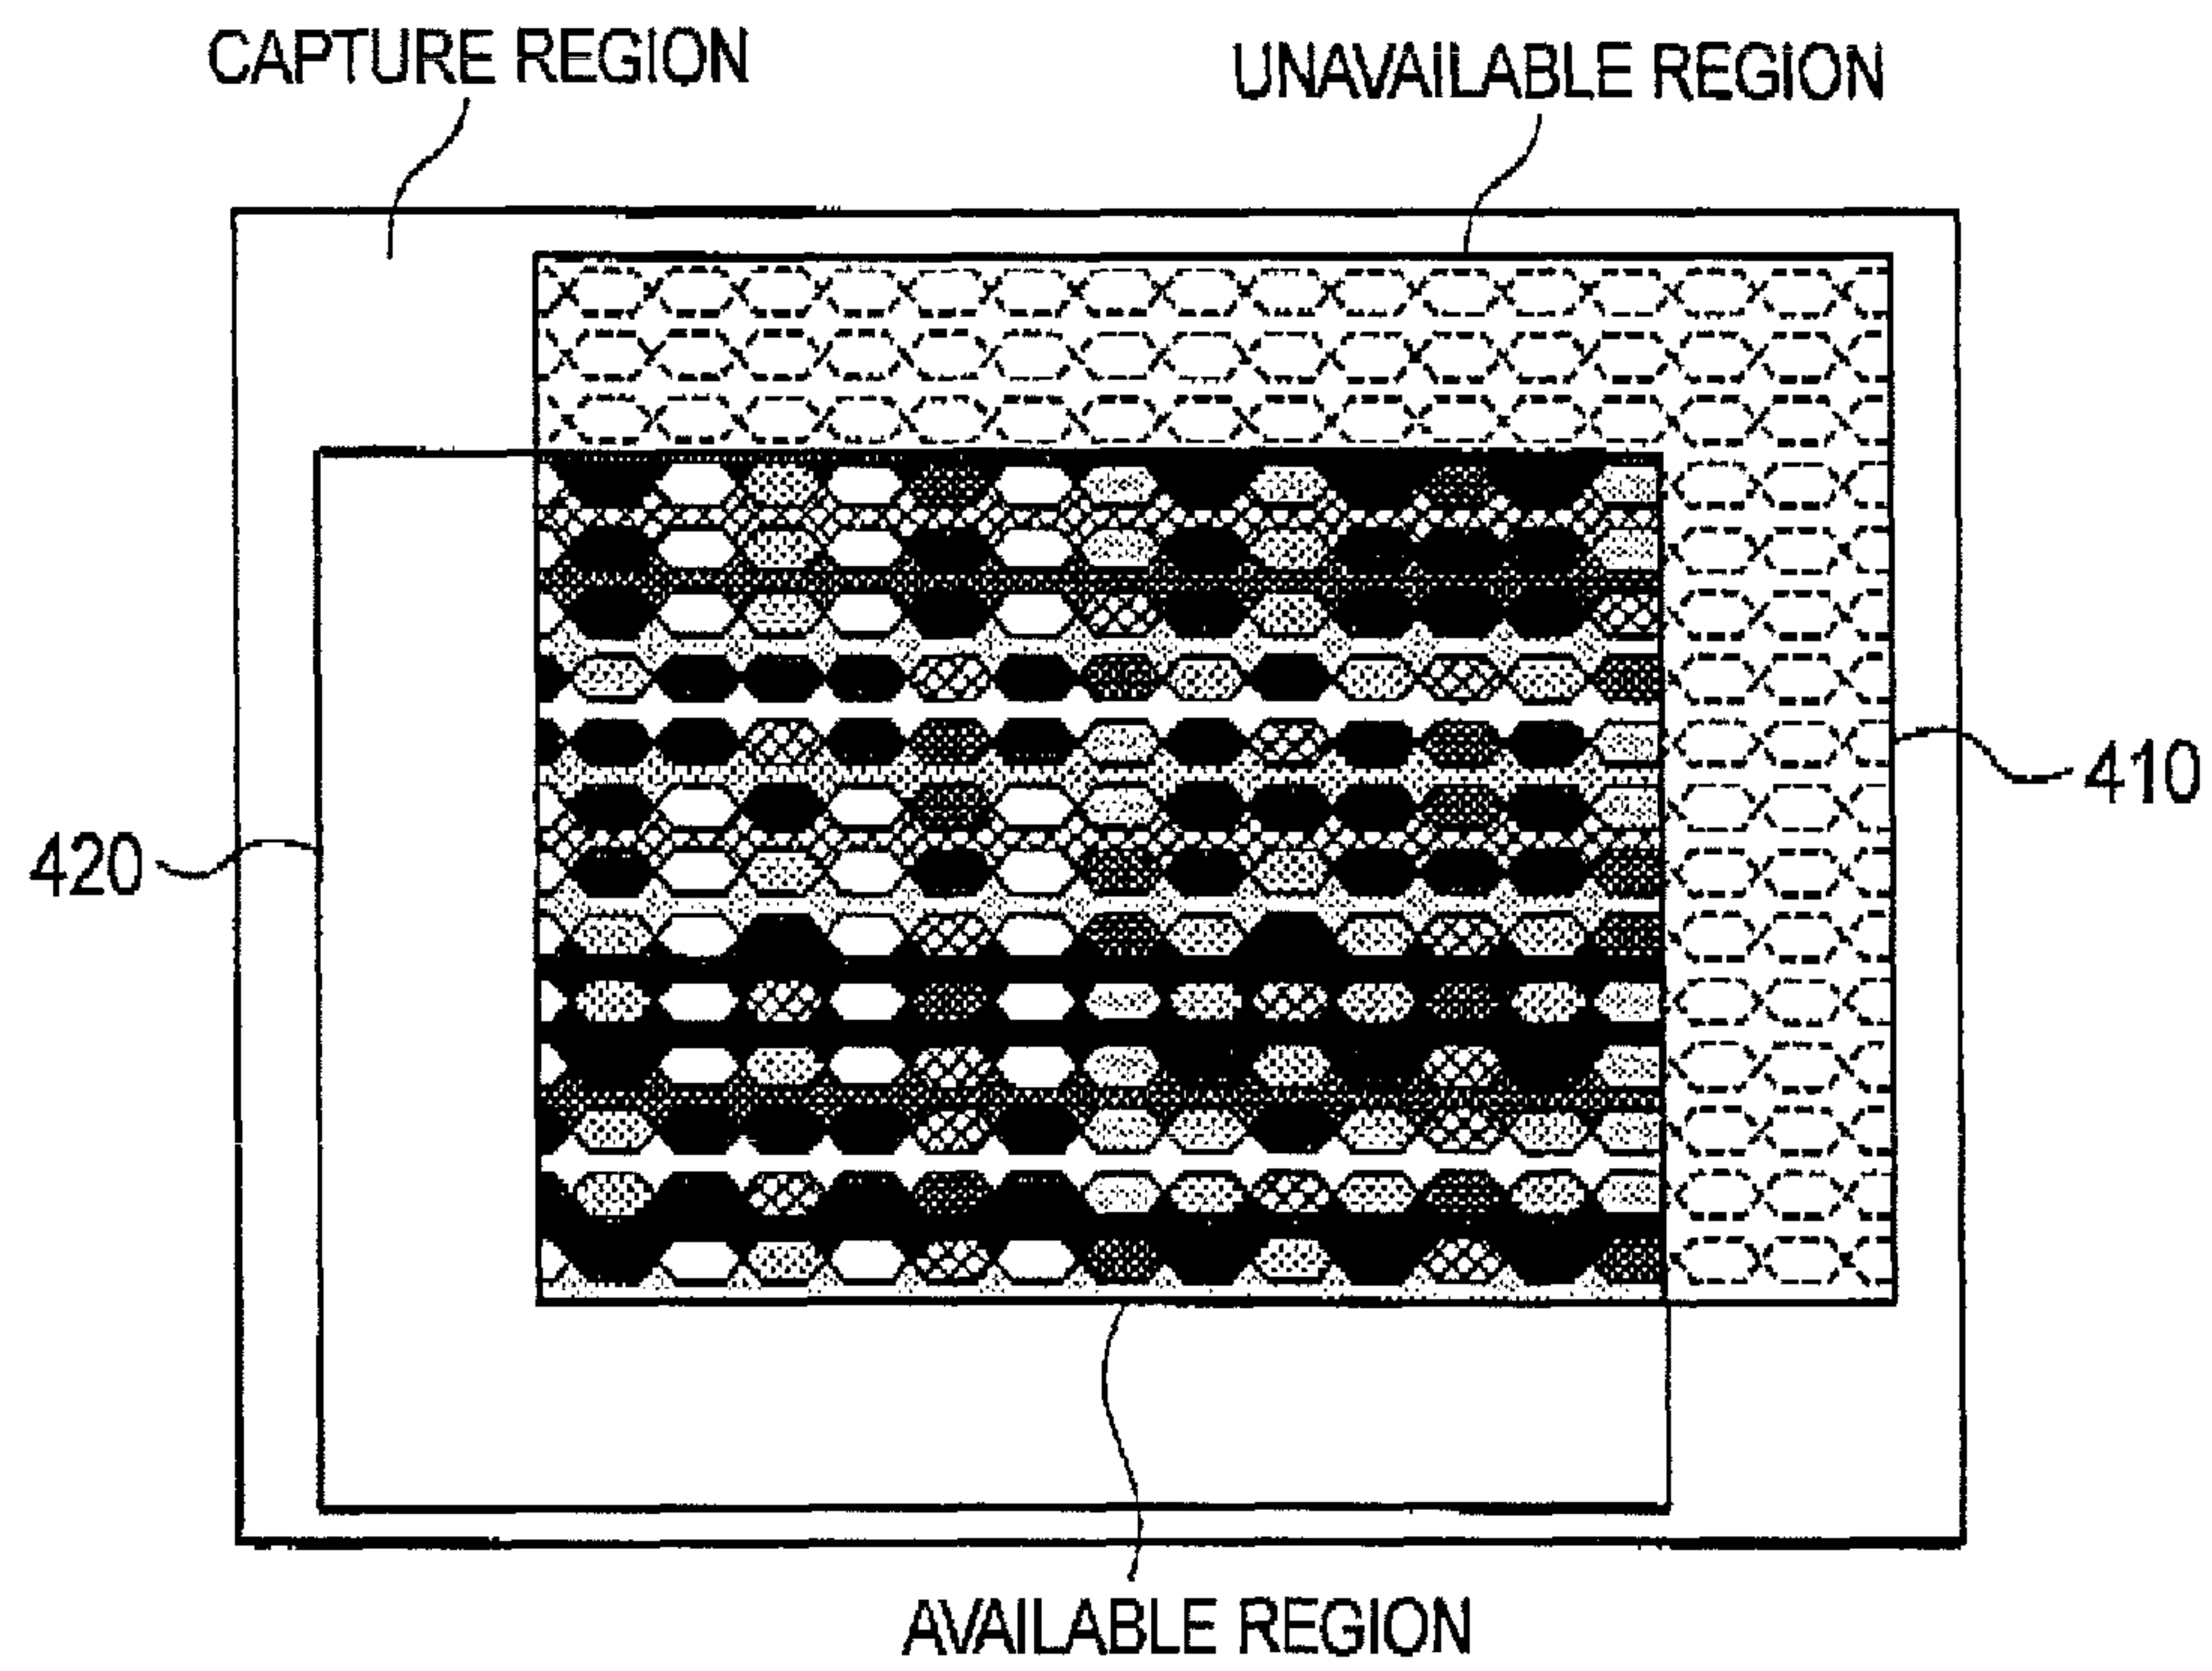 CAPTURE REGION
UNAVAILABLE REGION
410
420
AVAILABLE REGION